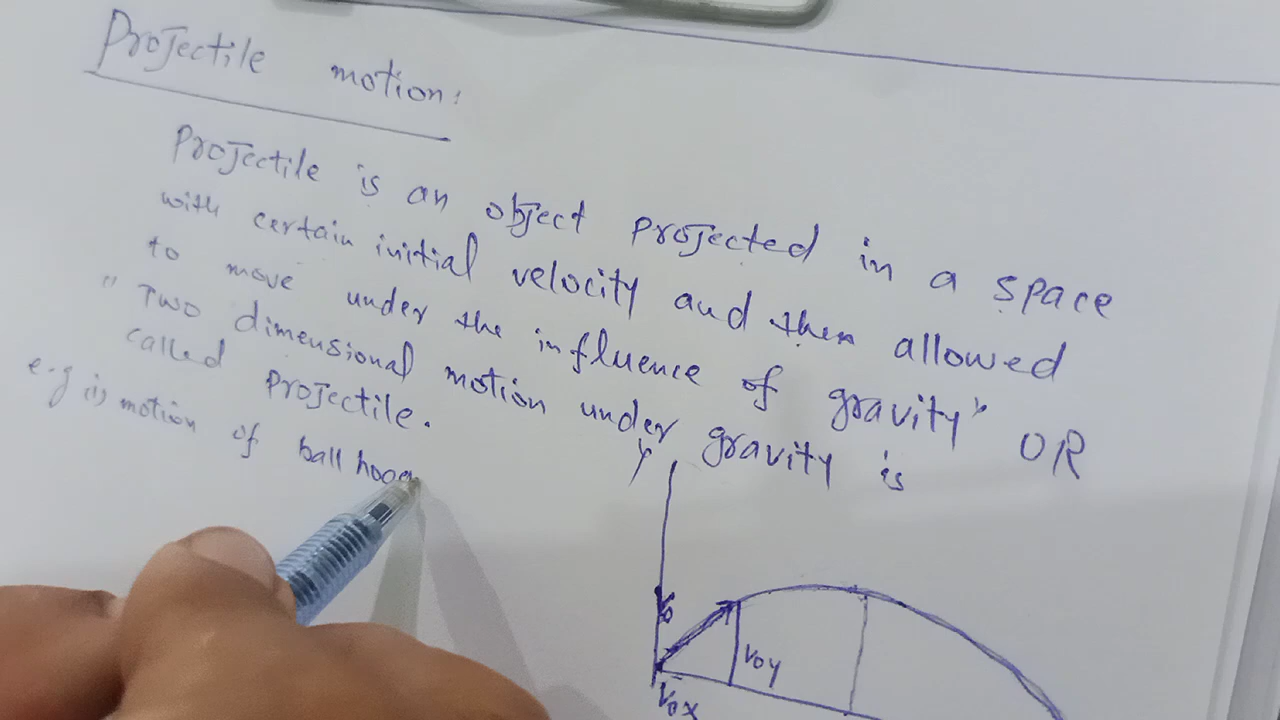 Projectile motion:
Projectile is an object projected in a space
with certain initial velocity and then allowed
to move under the influence of gravity" OR
" Two dimensional motion under gravity is
called projectile.
e.g (i) motion of ball
Y
Vo
Voy
Vox